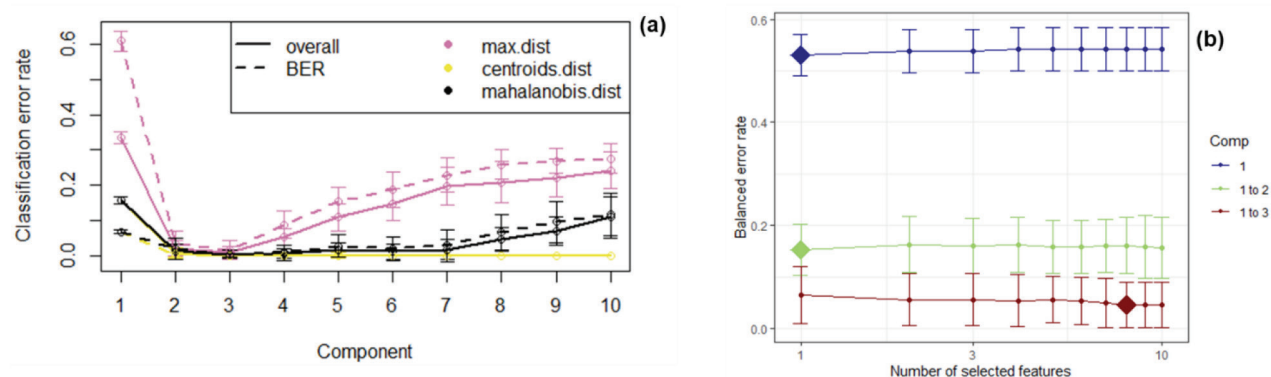 (a)
Classification error rate
0.6
0.4
0.2
0.0
overall
BER
max.dist
centroids.dist
mahalanobis.dist
1 2 3 4 5 6 7 8 9 10
Component
(b)
Balanced error rate
0.6
0.4
0.2
0.0
1 3 10
Number of selected features
Comp
1
1 to 2
1 to 3